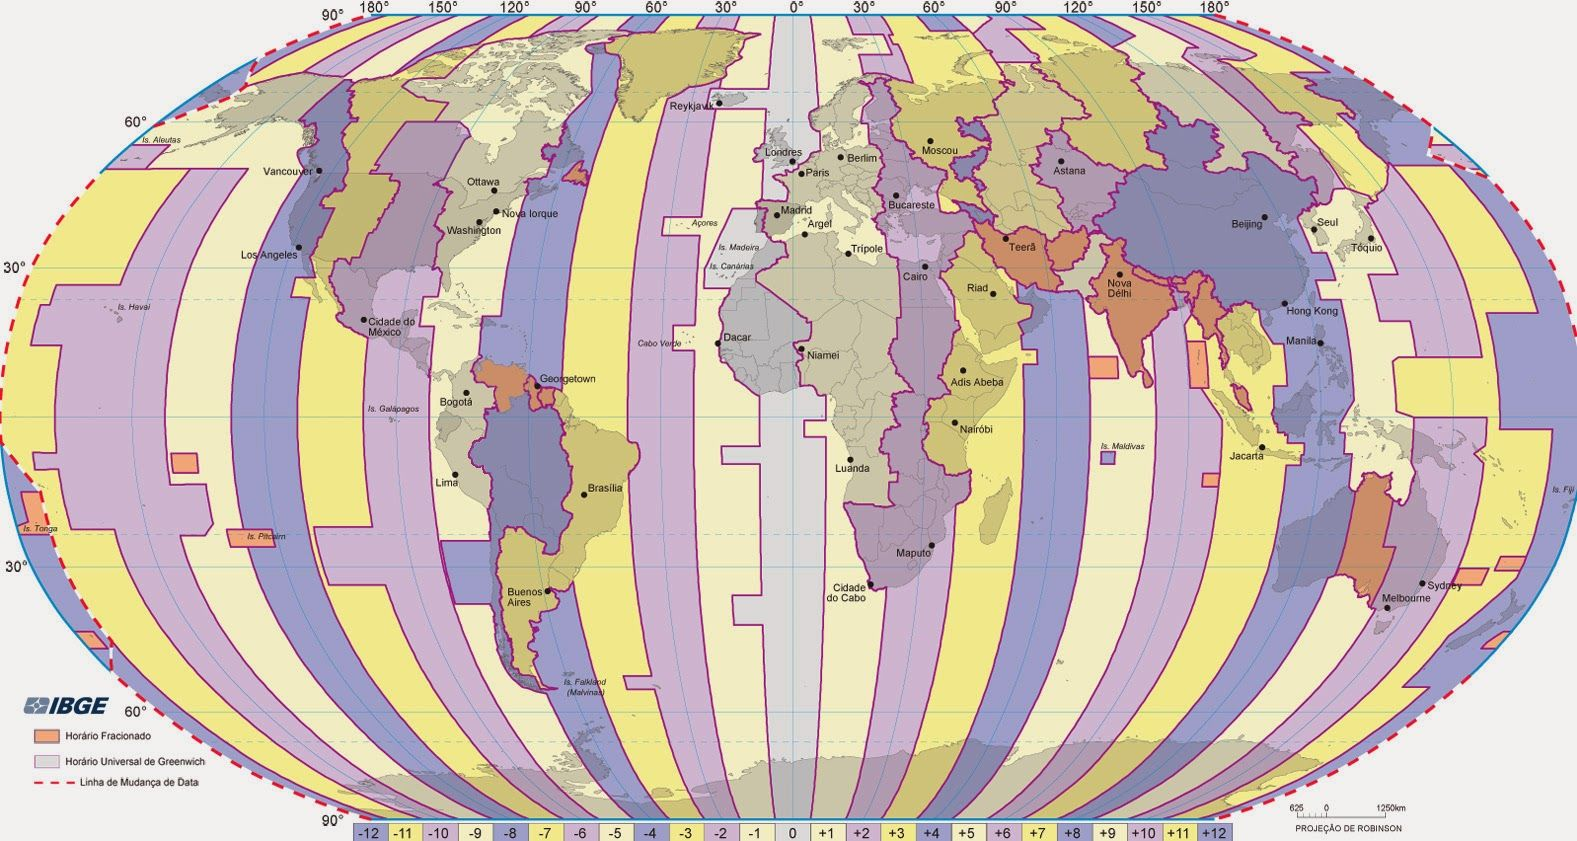 90° 180° 150° 120° 90° 60° 30° 0° 30° 60° 90° 120° 150° 180°
60°
Is. Aleutas
Reykjavik
Moscou
Londres
Berlim
Vancouver
Paris
Astana
Ottawa
Bucareste
Nova Iorque
Madrid
Washington
Açores
Argel
Beijing
Seul
Los Angeles
Is. Madeira
Trípole
Teerã
Tóquio
30°
Is. Canárias
Cairo
Riad
Nova
Délhi
Is. Havaí
Hong Kong
Cidade do
México
Cabo Verde
Dacar
Niamei
Manila
Georgetown
Adis Abeba
Bogotá
Is. Galápagos
Nairóbi
Is. Maldivas
Jacarta
Lima
Luanda
Brasília
Is. Fiji
Is. Tonga
Is. Pitcairn
Maputo
30°
Buenos
Aires
Cidade
do Cabo
Sydney
Melbourne
Is. Falkland
(Malvinas)
IBGE
60°
Horário Fracionado
Horário Universal de Greenwich
Linha de Mudança de Data
625 0 1250km
PROJEÇÃO DE ROBINSON
90°
-12 -11 -10 -9 -8 -7 -6 -5 -4 -3 -2 -1 0 +1 +2 +3 +4 +5 +6 +7 +8 +9 +10 +11 +12